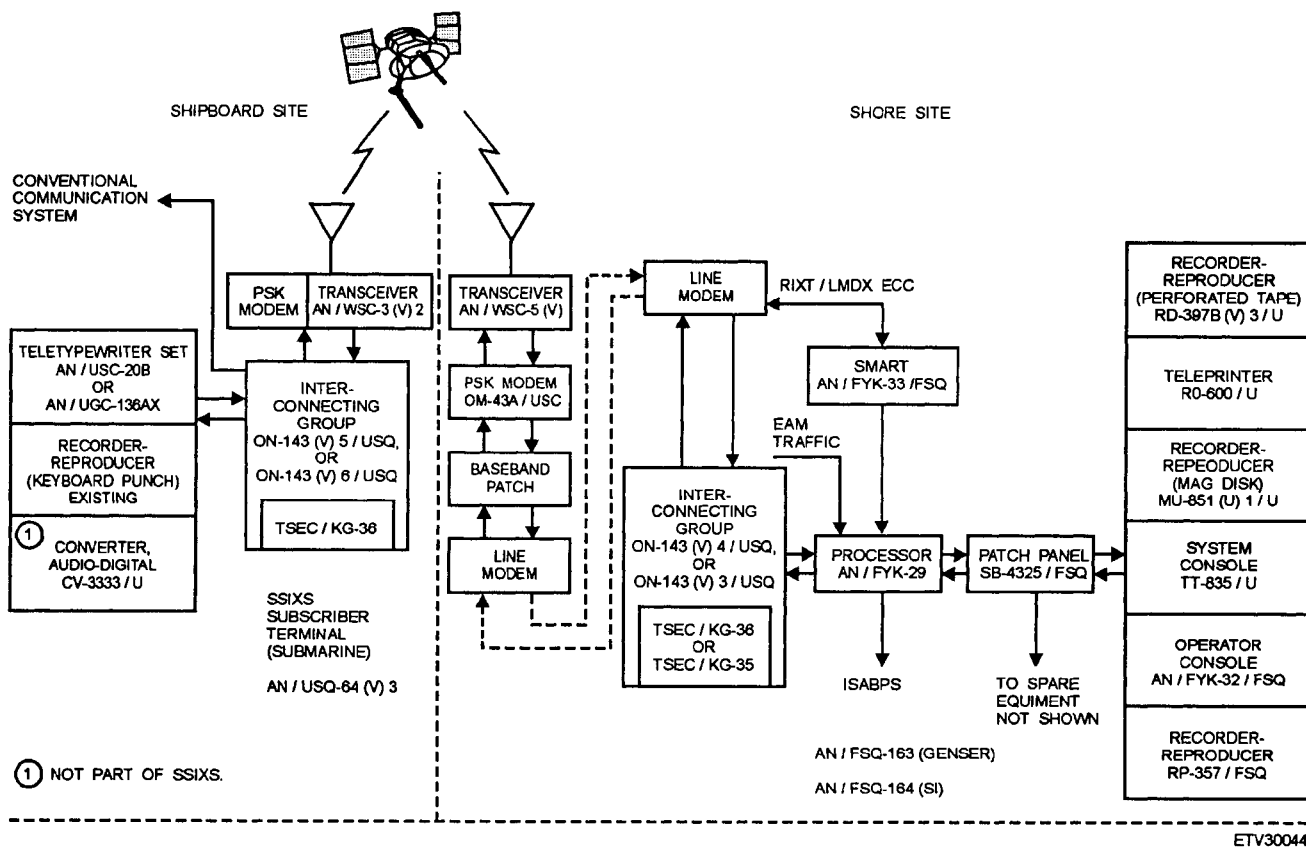 SHIPBOARD SITE
SHORE SITE
CONVENTIONAL
COMMUNICATION
SYSTEM
PSK
MODEM
TRANSCEIVER
AN / WSC-3 (V) 2
TELETYPEWRITER SET
AN / USC-20B
OR
AN / UGC-136AX
RECORDER-
REPRODUCER
(KEYBOARD PUNCH)
EXISTING
1
CONVERTER,
AUDIO-DIGITAL
CV-3333 / U
INTER-
CONNECTING
GROUP
ON-143 (V) 5 / USQ,
OR
ON-143 (V) 6 / USQ
TSEC / KG-36
SSIXS
SUBSCRIBER
TERMINAL
(SUBMARINE)
AN / USQ-64 (V) 3
1 NOT PART OF SSIXS.
TRANSCEIVER
AN / WSC-5 (V)
PSK MODEM
OM-43A / USC
BASEBAND
PATCH
LINE
MODEM
LINE
MODEM
RIXT / LMDX ECC
SMART
AN / FYK-33 /FSQ
EAM
TRAFFIC
INTER-
CONNECTING
GROUP
ON-143 (V) 4 / USQ,
OR
ON-143 (V) 3 / USQ
TSEC / KG-36
OR
TSEC / KG-35
PROCESSOR
AN / FYK-29
PATCH PANEL
SB-4325 / FSQ
ISABPS
TO SPARE
EQUIMENT
NOT SHOWN
AN / FSQ-163 (GENSER)
AN / FSQ-164 (SI)
RECORDER-
REPRODUCER
(PERFORATED TAPE)
RD-397B (V) 3 / U
TELEPRINTER
R0-600 / U
RECORDER-
REPEODUCER
(MAG DISK)
MU-851 (U) 1 / U
SYSTEM
CONSOLE
TT-835 / U
OPERATOR
CONSOLE
AN / FYK-32 / FSQ
RECORDER-
REPRODUCER
RP-357 / FSQ
ETV30044